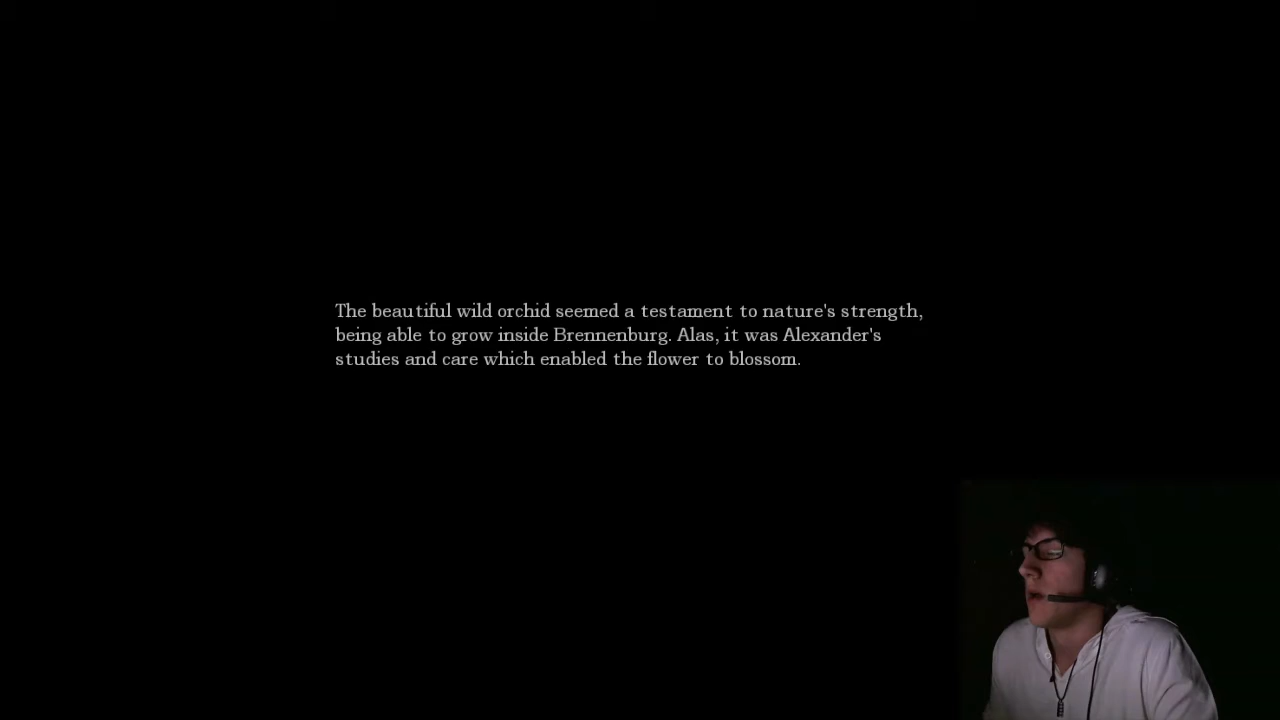 The beautiful wild orchid seemed a testament to nature's strength,
being able to grow inside Brennenburg. Alas, it was Alexander's
studies and care which enabled the flower to blossom.